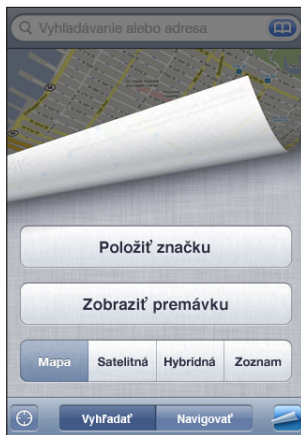 Vyhľadávanie alebo adresa
Položiť značku
Zobraziť premávku
Mapa Satelitná Hybridná Zoznam
Vyhľadať Navigovať